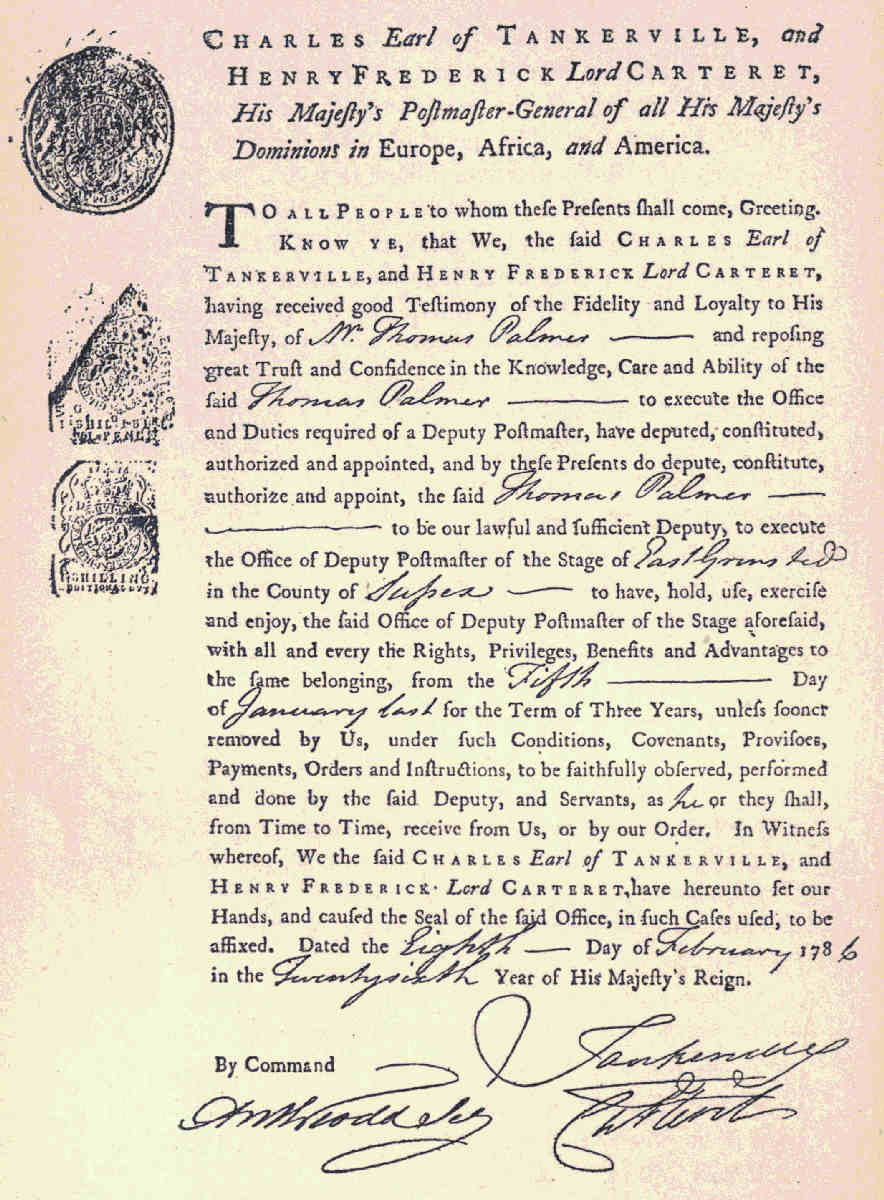 CHARLES Earl of TANKERVILLE, and
HENRY FREDERICK Lord CARTERET,
His Majeſty's Poſtmaſter-General of all His Majeſty's
Dominions in Europe, Africa, and America.
TO ALL PEOPLE to whom theſe Preſents ſhall come, Greeting.
KNOW YE, that We, the ſaid CHARLES Earl of
TANKERVILLE, and HENRY FREDERICK Lord CARTERET,
having received good Teſtimony of the Fidelity and Loyalty to His
Majeſty, of Mr. Thomas Palmer and repoſing
great Truſt and Confidence in the Knowledge, Care and Ability of the
ſaid Thomas Palmer to execute the Office
and Duties required of a Deputy Poſtmaſter, have deputed, conſtituted,
authorized and appointed, and by theſe Preſents do depute, conſtitute,
authorize and appoint, the ſaid Thomas Palmer
to be our lawful and ſufficient Deputy, to execute
the Office of Deputy Poſtmaſter of the Stage of East Grinsted
in the County of Suſsex to have, hold, uſe, exerciſe
and enjoy, the ſaid Office of Deputy Poſtmaſter of the Stage aforeſaid,
with all and every the Rights, Privileges, Benefits and Advantages to
the ſame belonging, from the Fifth Day
of January last for the Term of Three Years, unleſs ſooner
removed by Us, under ſuch Conditions, Covenants, Proviſoes,
Payments, Orders and Inſtructions, to be faithfully obſerved, performed
and done by the ſaid Deputy, and Servants, as he or they ſhall,
from Time to Time, receive from Us, or by our Order. In Witneſs
whereof, We the ſaid CHARLES Earl of TANKERVILLE, and
HENRY FREDERICK Lord CARTERET, have hereunto ſet our
Hands, and cauſed the Seal of the ſaid Office, in ſuch Caſes uſed, to be
affixed. Dated the Eighth Day of February 1786
in the Twentysixth Year of His Majeſty's Reign.
Tankerville
By Command
Carteret
Anth Todd Sec
SHILLING